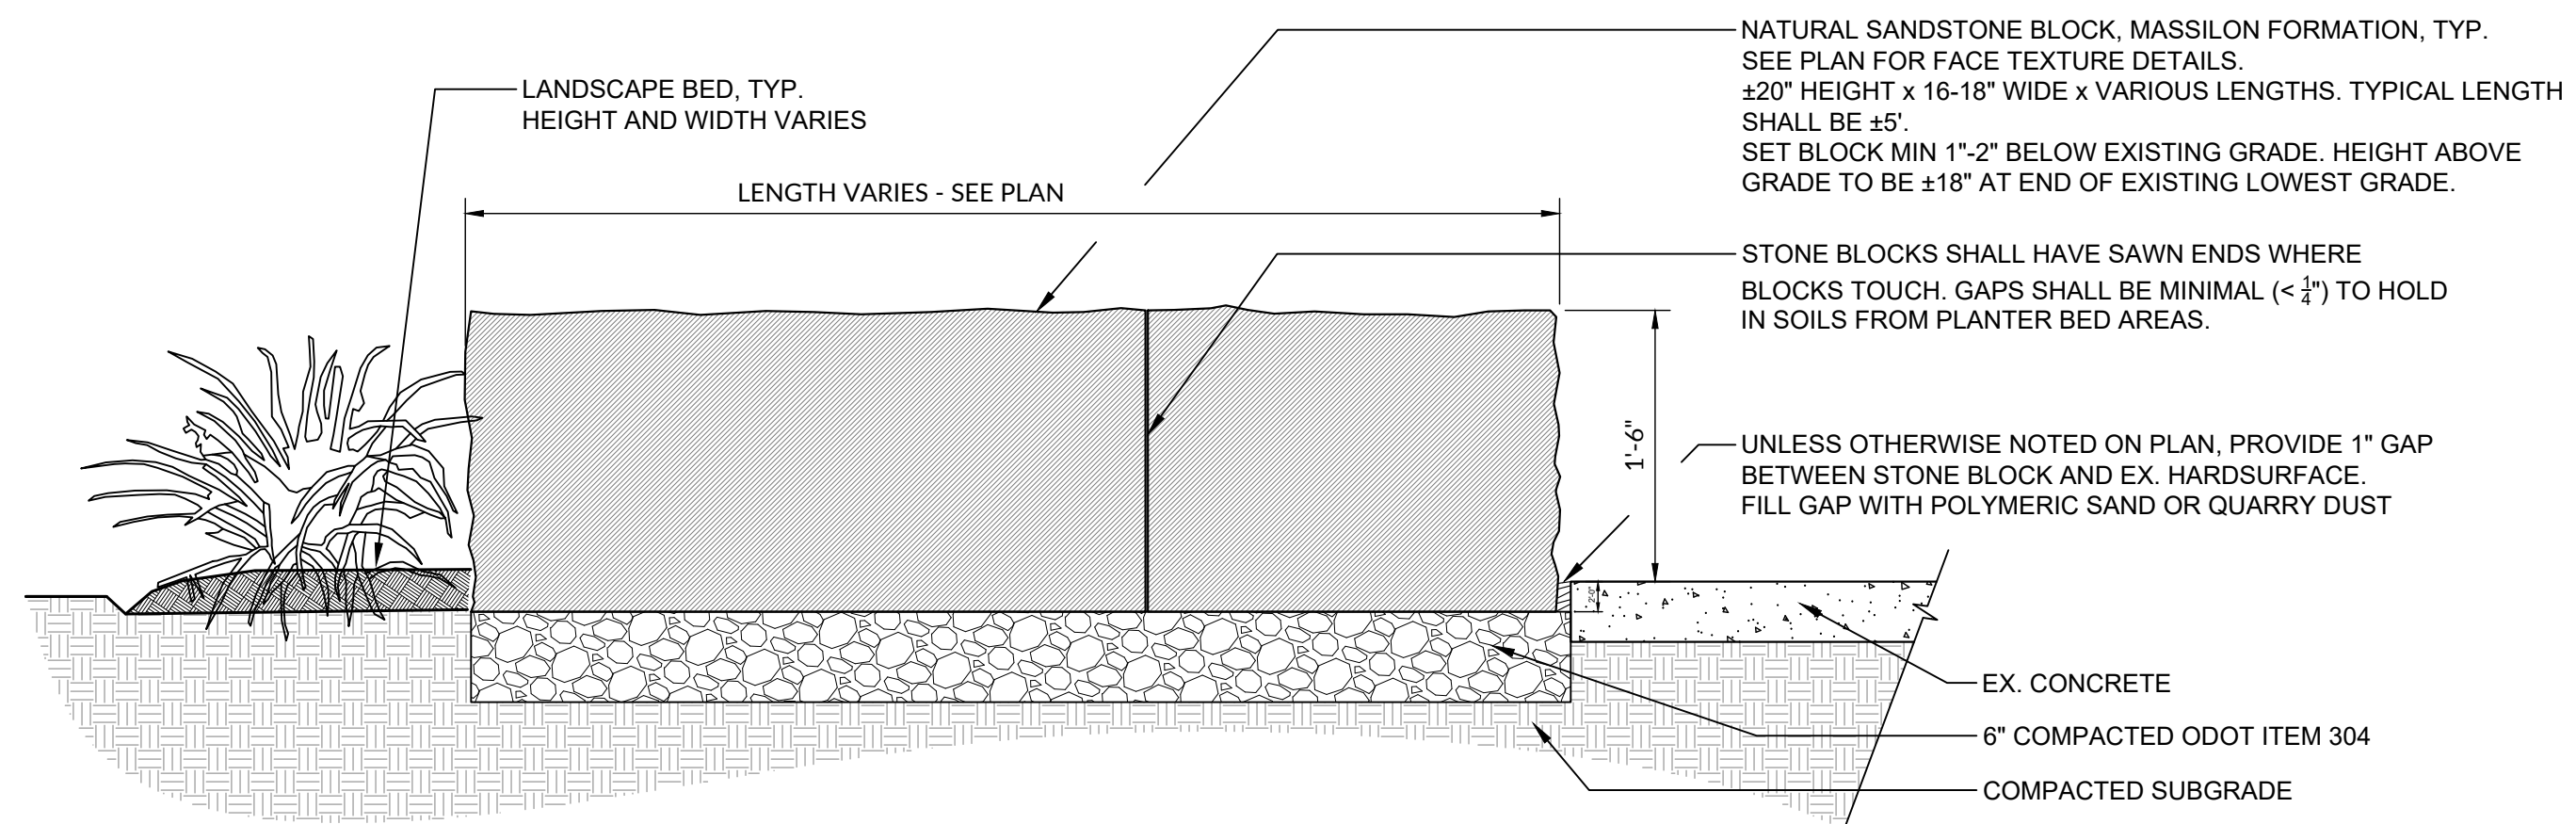 NATURAL SANDSTONE BLOCK, MASSILON FORMATION, TYP.
SEE PLAN FOR FACE TEXTURE DETAILS.
±20" HEIGHT x 16-18" WIDE x VARIOUS LENGTHS. TYPICAL LENGTH
SHALL BE ±5'.
SET BLOCK MIN 1"-2" BELOW EXISTING GRADE. HEIGHT ABOVE
GRADE TO BE ±18" AT END OF EXISTING LOWEST GRADE.
LANDSCAPE BED, TYP.
HEIGHT AND WIDTH VARIES
LENGTH VARIES - SEE PLAN
STONE BLOCKS SHALL HAVE SAWN ENDS WHERE
BLOCKS TOUCH. GAPS SHALL BE MINIMAL (< 1/4") TO HOLD
IN SOILS FROM PLANTER BED AREAS.
1'-6"
UNLESS OTHERWISE NOTED ON PLAN, PROVIDE 1" GAP
BETWEEN STONE BLOCK AND EX. HARDSURFACE.
FILL GAP WITH POLYMERIC SAND OR QUARRY DUST
2'-0"
EX. CONCRETE
6" COMPACTED ODOT ITEM 304
COMPACTED SUBGRADE